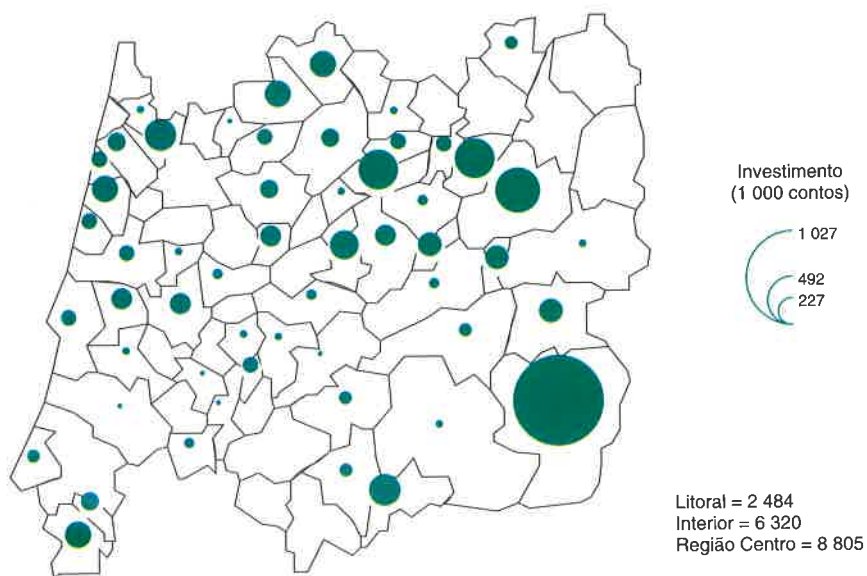 Investimento
(1 000 contos)
1 027
492
227
Litoral = 2 484
Interior = 6 320
Região Centro = 8 805